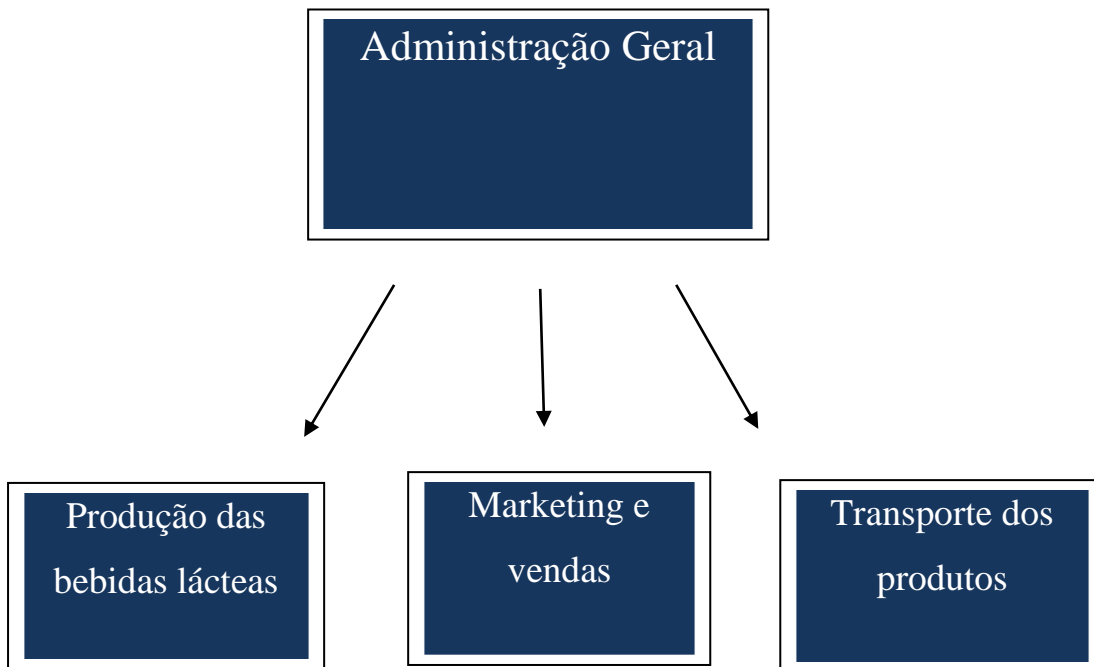 Administração Geral
Produção das
bebidas lácteas
Marketing e
vendas
Transporte dos
produtos